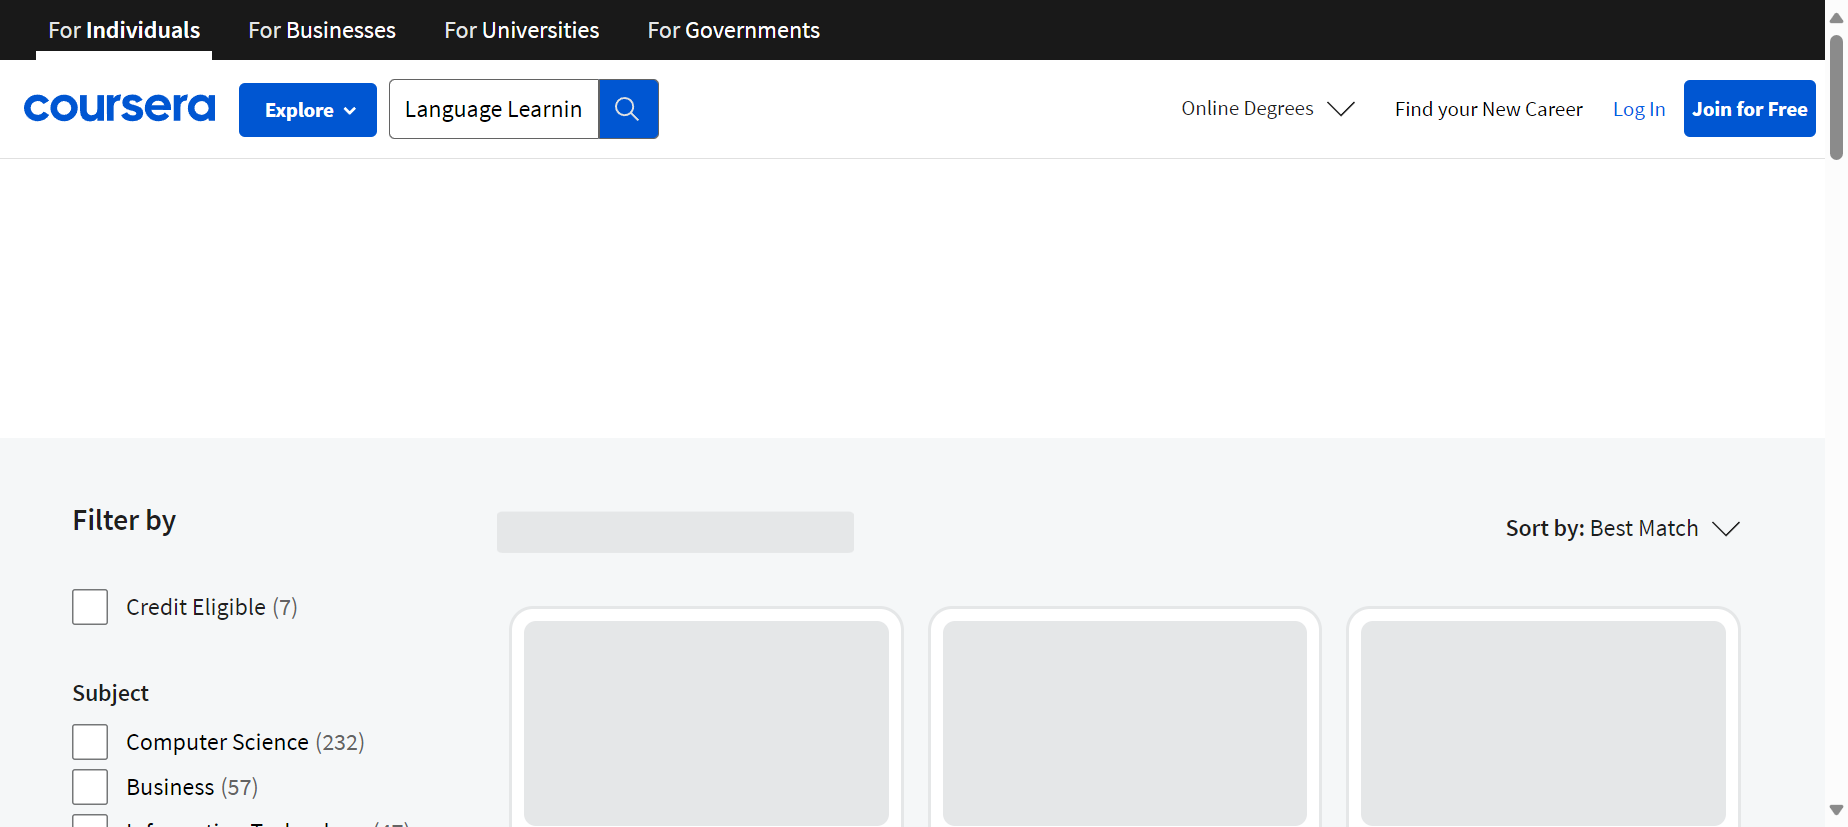 For Individuals
For Businesses
For Universities
For Governments
coursera
Explore
Language Learnin
Online Degrees
Find your New Career
Log In
Join for Free
Filter by
Sort by: Best Match
Credit Eligible (7)
Subject
Computer Science (232)
Business (57)